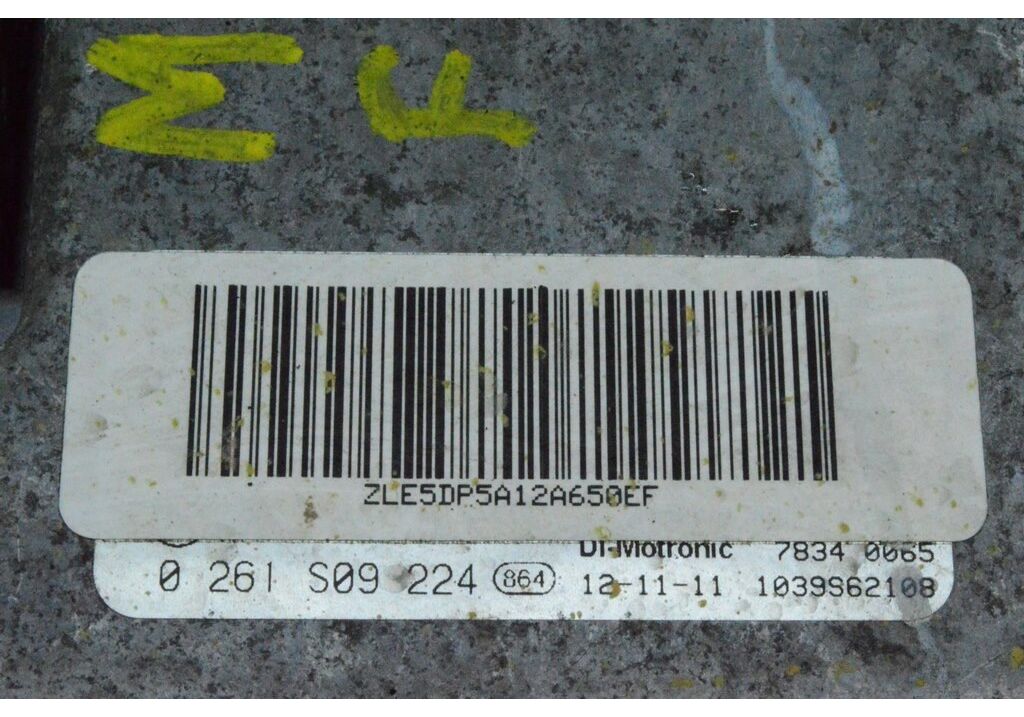 M F
ZLE5DP5A12A650EF
DI-Motronic 7834 0065
0 261 S09 224 864 12-11-11 1039S62108